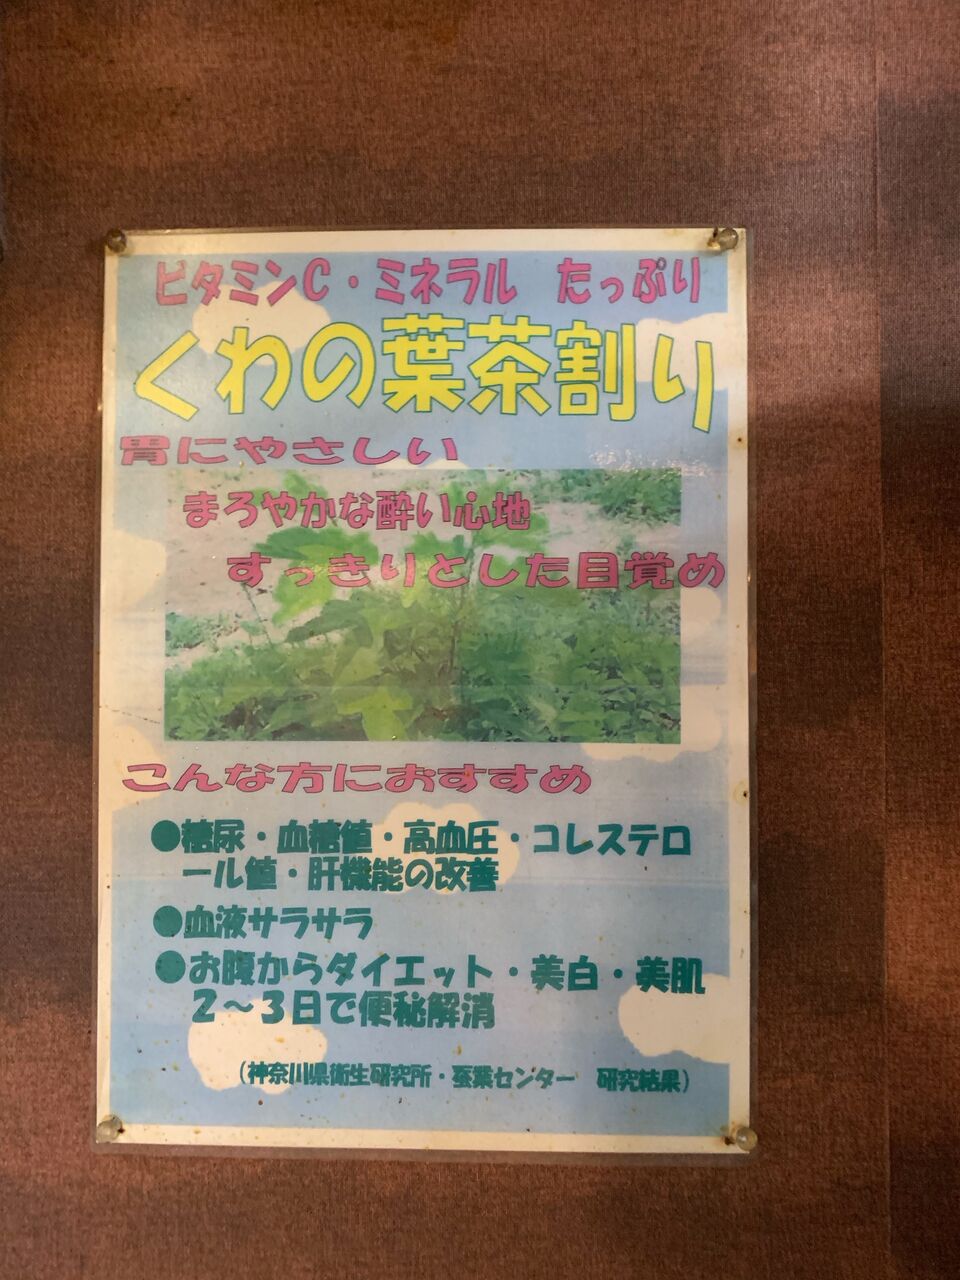 ビタミンC・ミネラル　たっぷり
くわの葉茶割り
胃にやさしい
まろやかな酔い心地
すっきりとした目覚め
こんな方におすすめ
●糖尿・血糖値・高血圧・コレステロ
ール値・肝機能の改善
●血液サラサラ
●お腹からダイエット・美白・美肌
２～３日で便秘解消
（神奈川県衛生研究所・蚕業センター　研究結果）